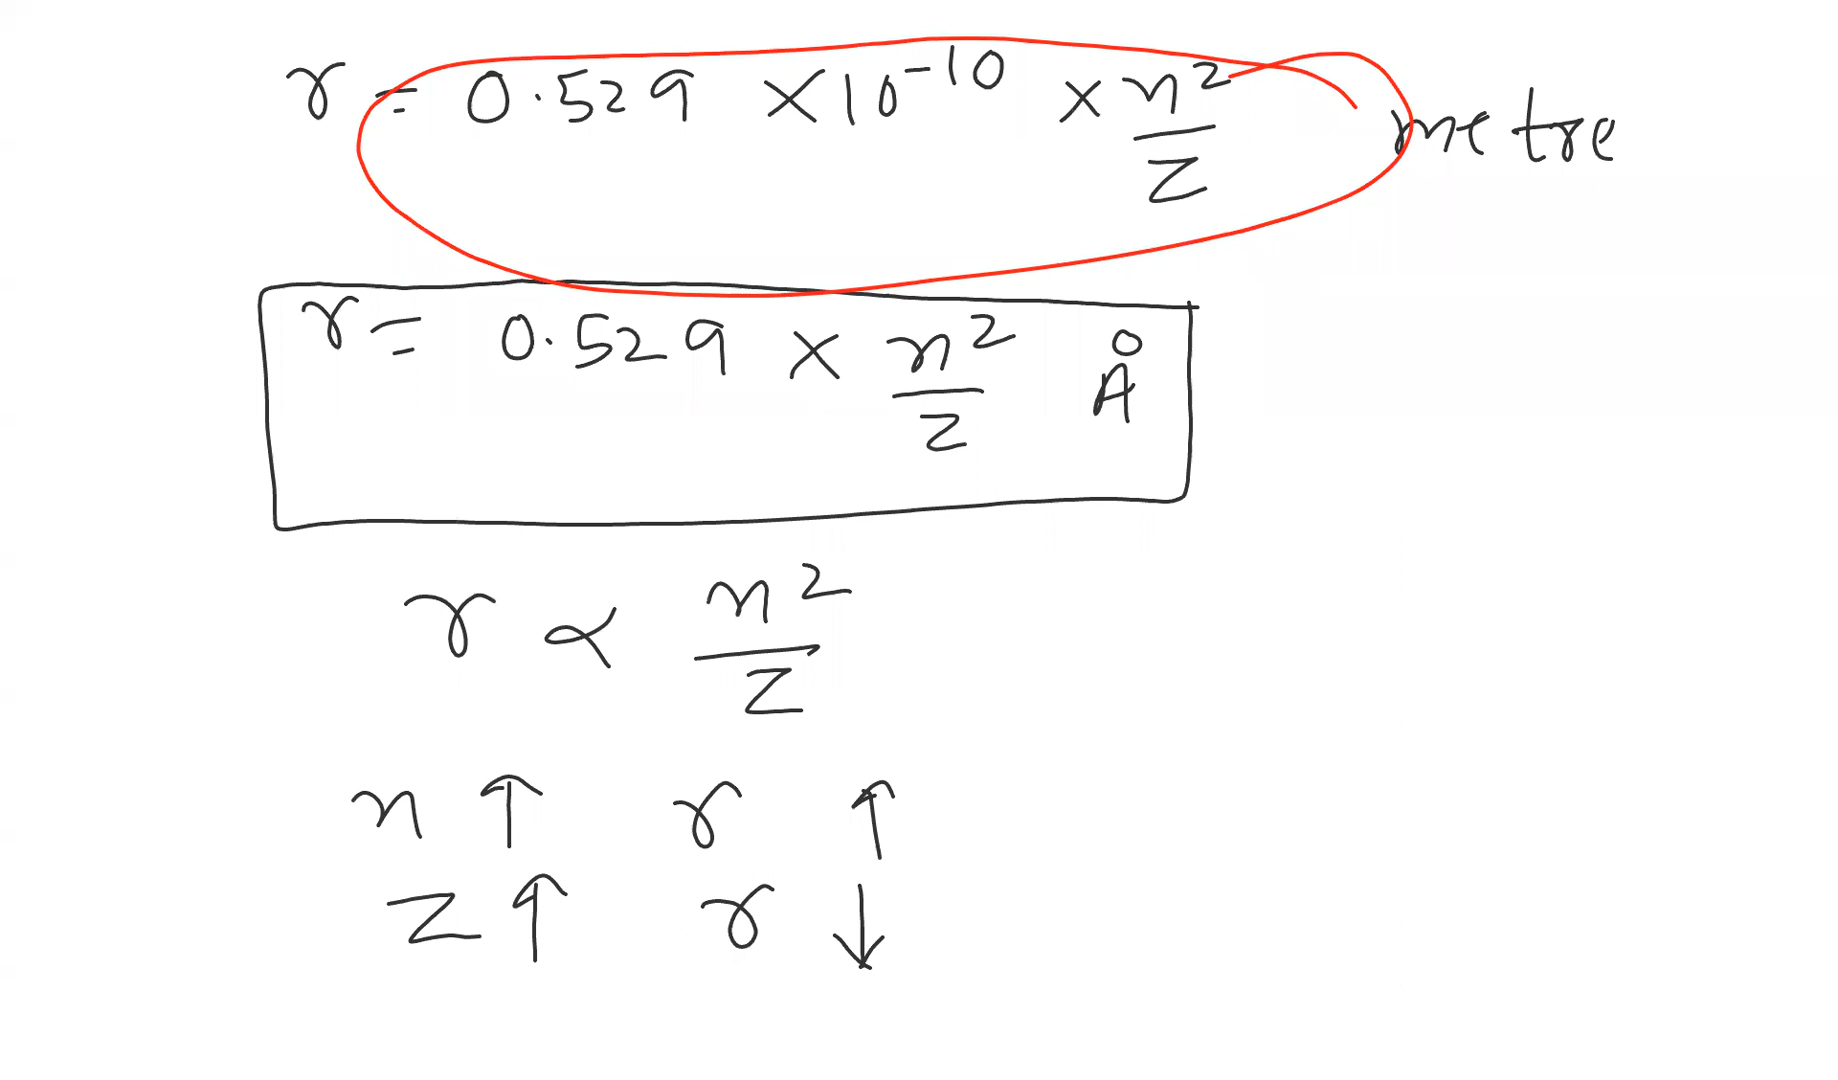 r = 0.529 × 10⁻¹⁰ × n²/Z metre
r = 0.529 × n²/Z Å
r ∝ n²/Z
n ↑ r ↑
Z ↑ r ↓